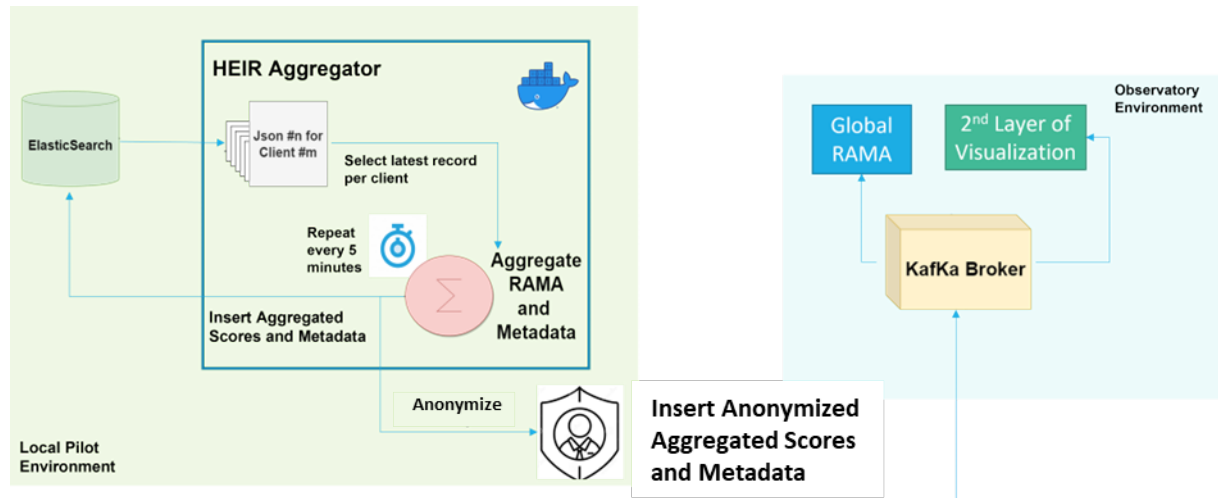 HEIR Aggregator
ElasticSearch
Json #n for
Client #m
Select latest record
per client
Repeat
every 5
minutes
Aggregate
RAMA
and
Metadata
Σ
Insert Aggregated
Scores and Metadata
Anonymize
Local Pilot
Environment
Insert Anonymized
Aggregated Scores
and Metadata
Observatory
Environment
Global
RAMA
2nd Layer of
Visualization
KafKa Broker